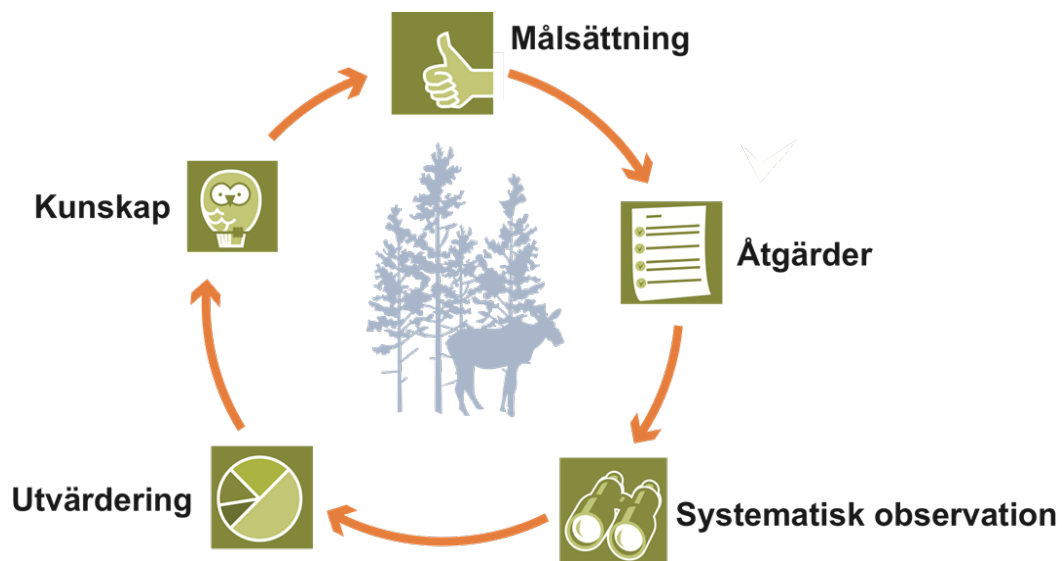 Målsättning
Åtgärder
Systematisk observation
Utvärdering
Kunskap